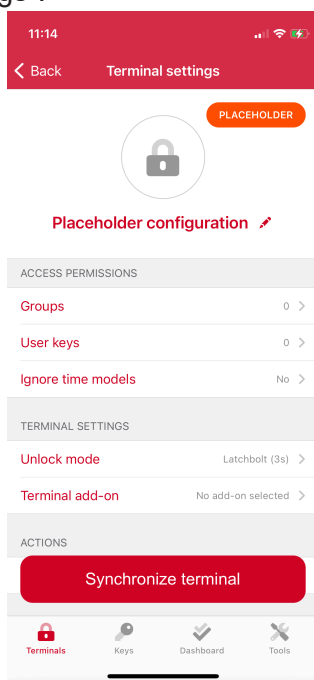 11:14
Back Terminal settings
PLACEHOLDER
Placeholder configuration
ACCESS PERMISSIONS
Groups 0
User keys 0
Ignore time models No
TERMINAL SETTINGS
Unlock mode Latchbolt (3s)
Terminal add-on No add-on selected
ACTIONS
Synchronize terminal
Terminals Keys Dashboard Tools